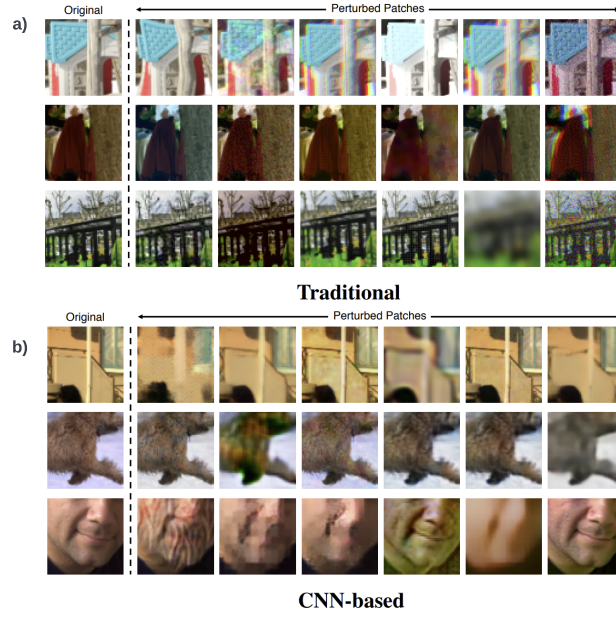 Original
Perturbed Patches
a)
Traditional
Original
Perturbed Patches
b)
CNN-based